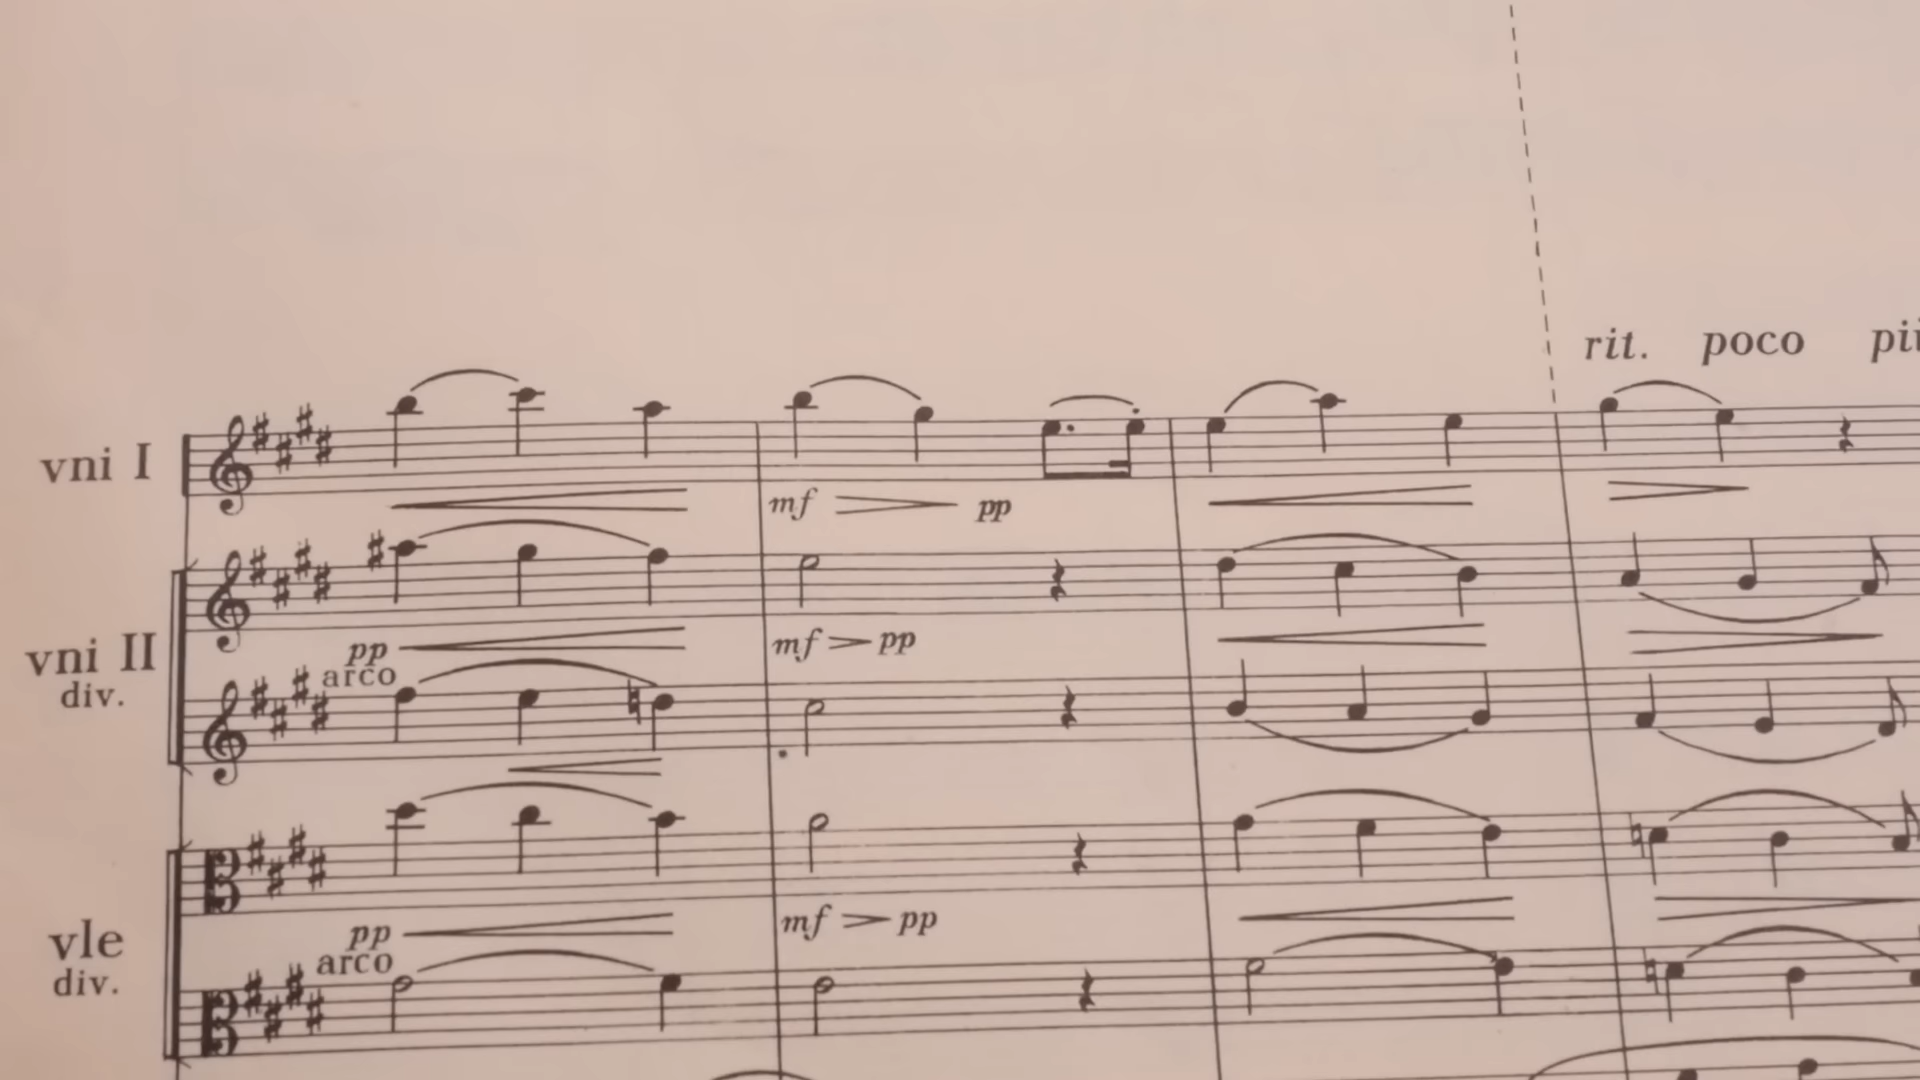 rit. poco
vni I
mf pp
vni II
div.
pp mf pp
arco
vle
div.
pp mf pp
arco